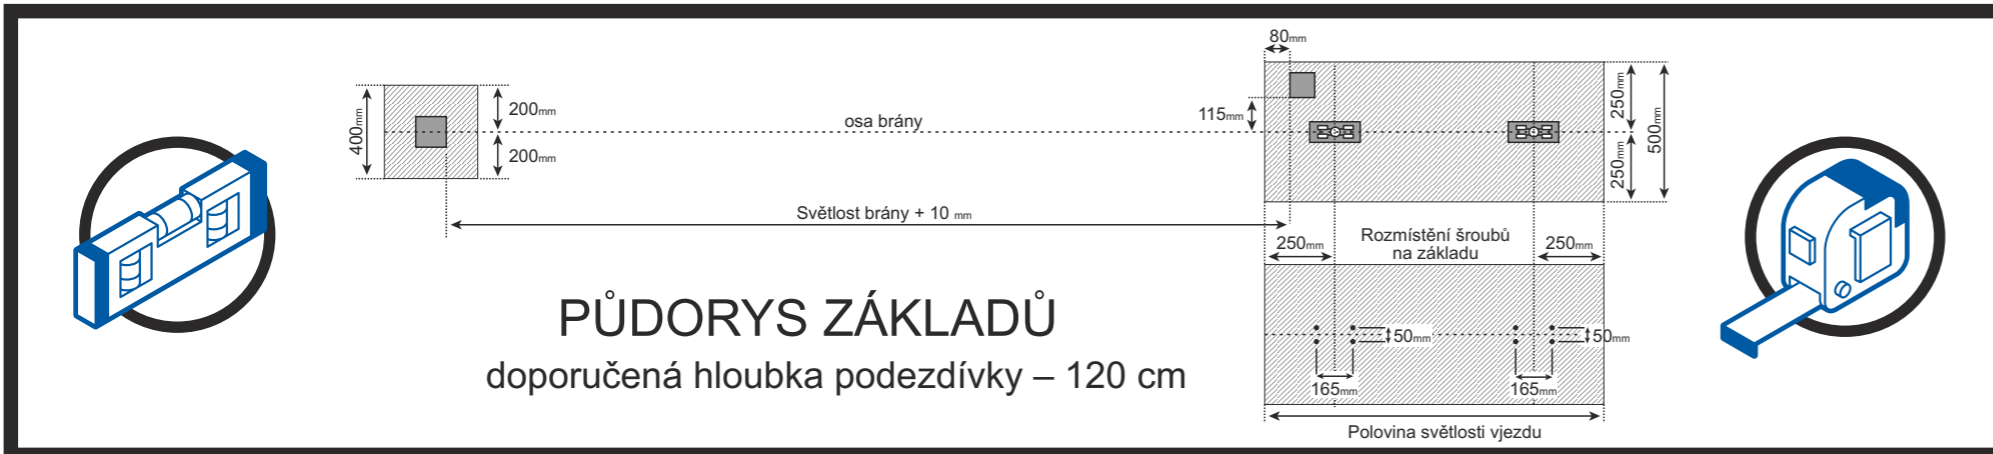 80mm
400mm
200mm
200mm
osa brány
115mm
250mm
250mm
500mm
Světlost brány + 10 mm
250mm
Rozmístění šroubů
na základu
250mm
PŮDORYS ZÁKLADŮ
doporučená hloubka podezdívky – 120 cm
50mm
50mm
165mm
165mm
Polovina světlosti vjezdu